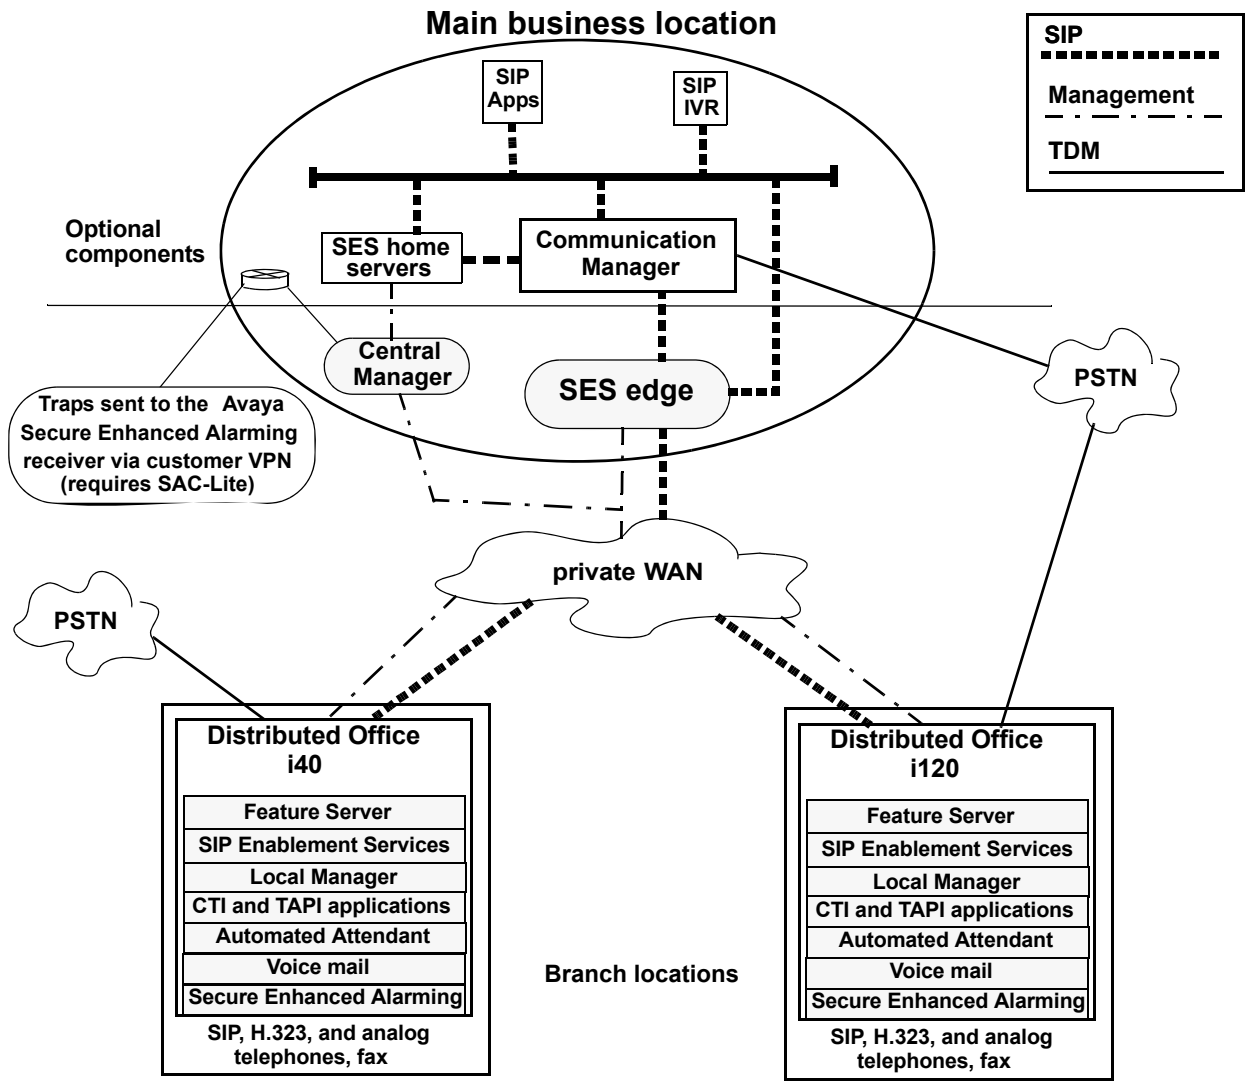 Main business location
SIP
Management
TDM
SIP
Apps
SIP
IVR
Optional
components
SES home
servers
Communication
Manager
Central
Manager
SES edge
PSTN
Traps sent to the Avaya
Secure Enhanced Alarming
receiver via customer VPN
(requires SAC-Lite)
private WAN
PSTN
Distributed Office
i40
Feature Server
SIP Enablement Services
Local Manager
CTI and TAPI applications
Automated Attendant
Voice mail
Secure Enhanced Alarming
SIP, H.323, and analog
telephones, fax
Branch locations
Distributed Office
i120
Feature Server
SIP Enablement Services
Local Manager
CTI and TAPI applications
Automated Attendant
Voice mail
Secure Enhanced Alarming
SIP, H.323, and analog
telephones, fax